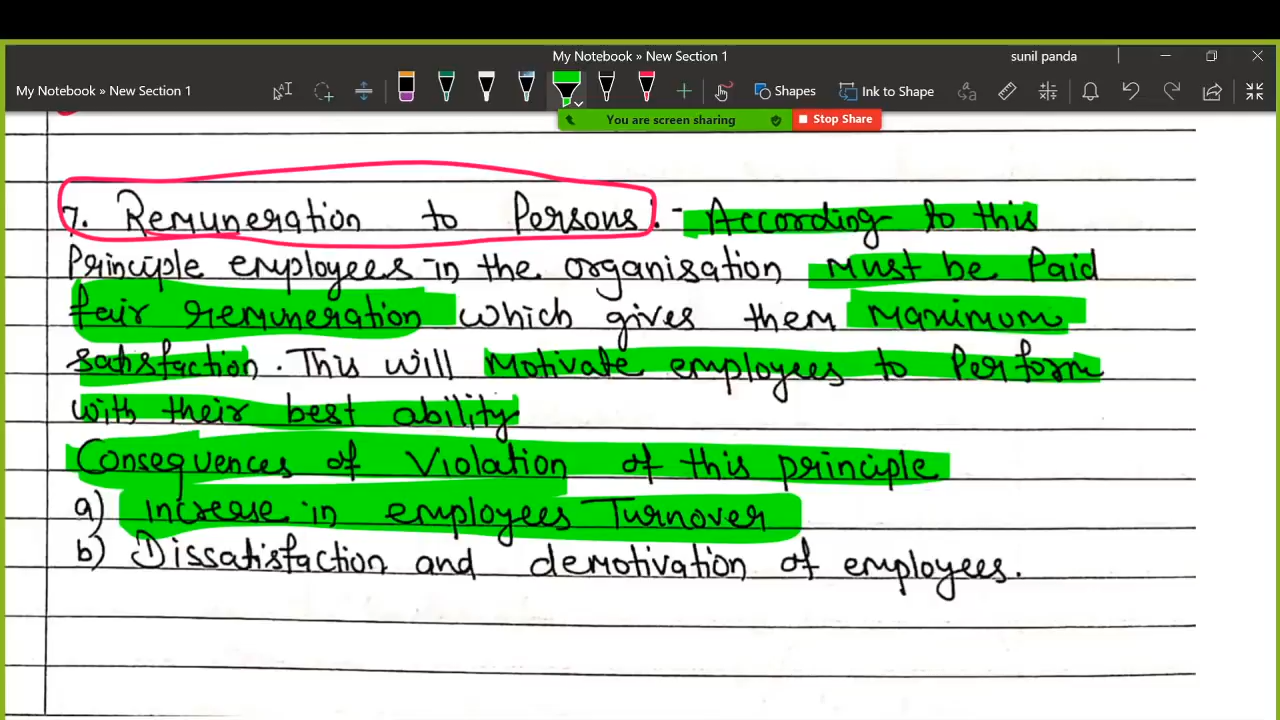 My Notebook » New Section 1
sunil panda
My Notebook » New Section 1
Shapes
Ink to Shape
You are screen sharing
Stop Share
7. Remuneration to Persons :- According to this
Principle employees in the organisation must be Paid
fair remuneration which gives them maximum
satisfaction. This will motivate employees to Perform
with their best ability
Consequences of Violation of this principle
a) increase in employees Turnover
b) Dissatisfaction and demotivation of employees.